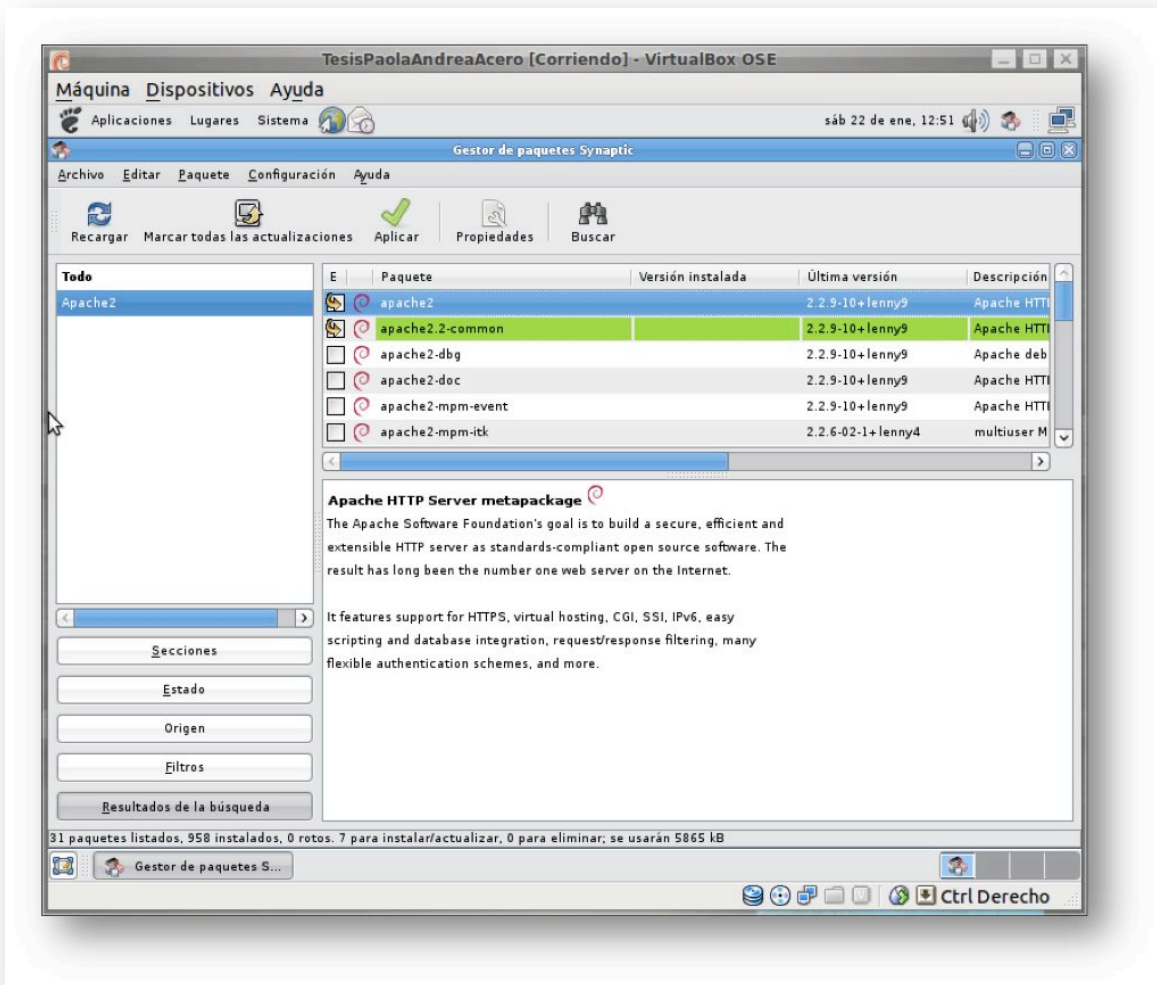 TesisPaolaAndreaAcero [Corriendo] - VirtualBox OSE
Máquina Dispositivos Ayuda
Aplicaciones Lugares Sistema sáb 22 de ene, 12:51
Gestor de paquetes Synaptic
Archivo Editar Paquete Configuración Ayuda
Recargar Marcar todas las actualizaciones Aplicar Propiedades Buscar
Todo
Apache2
E Paquete Versión instalada Última versión Descripción
apache2 2.2.9-10+lenny9 Apache HTT
apache2.2-common 2.2.9-10+lenny9 Apache HTT
apache2-dbg 2.2.9-10+lenny9 Apache deb
apache2-doc 2.2.9-10+lenny9 Apache HTT
apache2-mpm-event 2.2.9-10+lenny9 Apache HTT
apache2-mpm-itk 2.2.6-02-1+lenny4 multiuser M
Apache HTTP Server metapackage
The Apache Software Foundation's goal is to build a secure, efficient and
extensible HTTP server as standards-compliant open source software. The
result has long been the number one web server on the Internet.
It features support for HTTPS, virtual hosting, CGI, SSI, IPv6, easy
scripting and database integration, request/response filtering, many
flexible authentication schemes, and more.
Secciones
Estado
Origen
Filtros
Resultados de la búsqueda
31 paquetes listados, 958 instalados, 0 rotos. 7 para instalar/actualizar, 0 para eliminar; se usarán 5865 kB
Gestor de paquetes S...
Ctrl Derecho